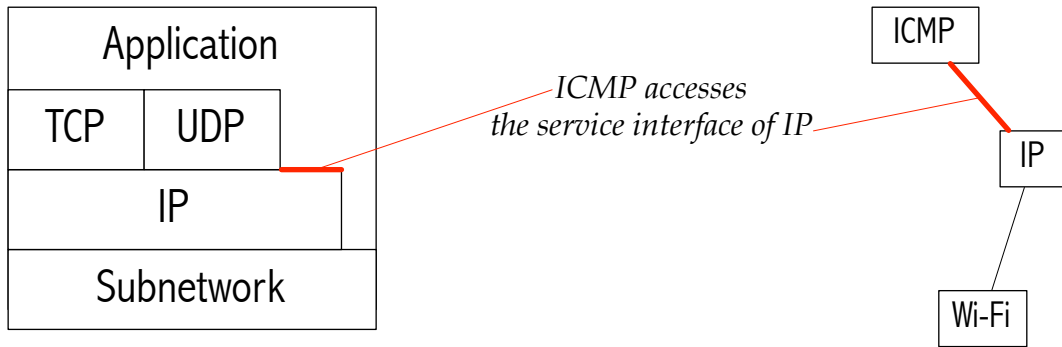 Application
TCP
UDP
IP
Subnetwork
ICMP accesses
the service interface of IP
ICMP
IP
Wi-Fi